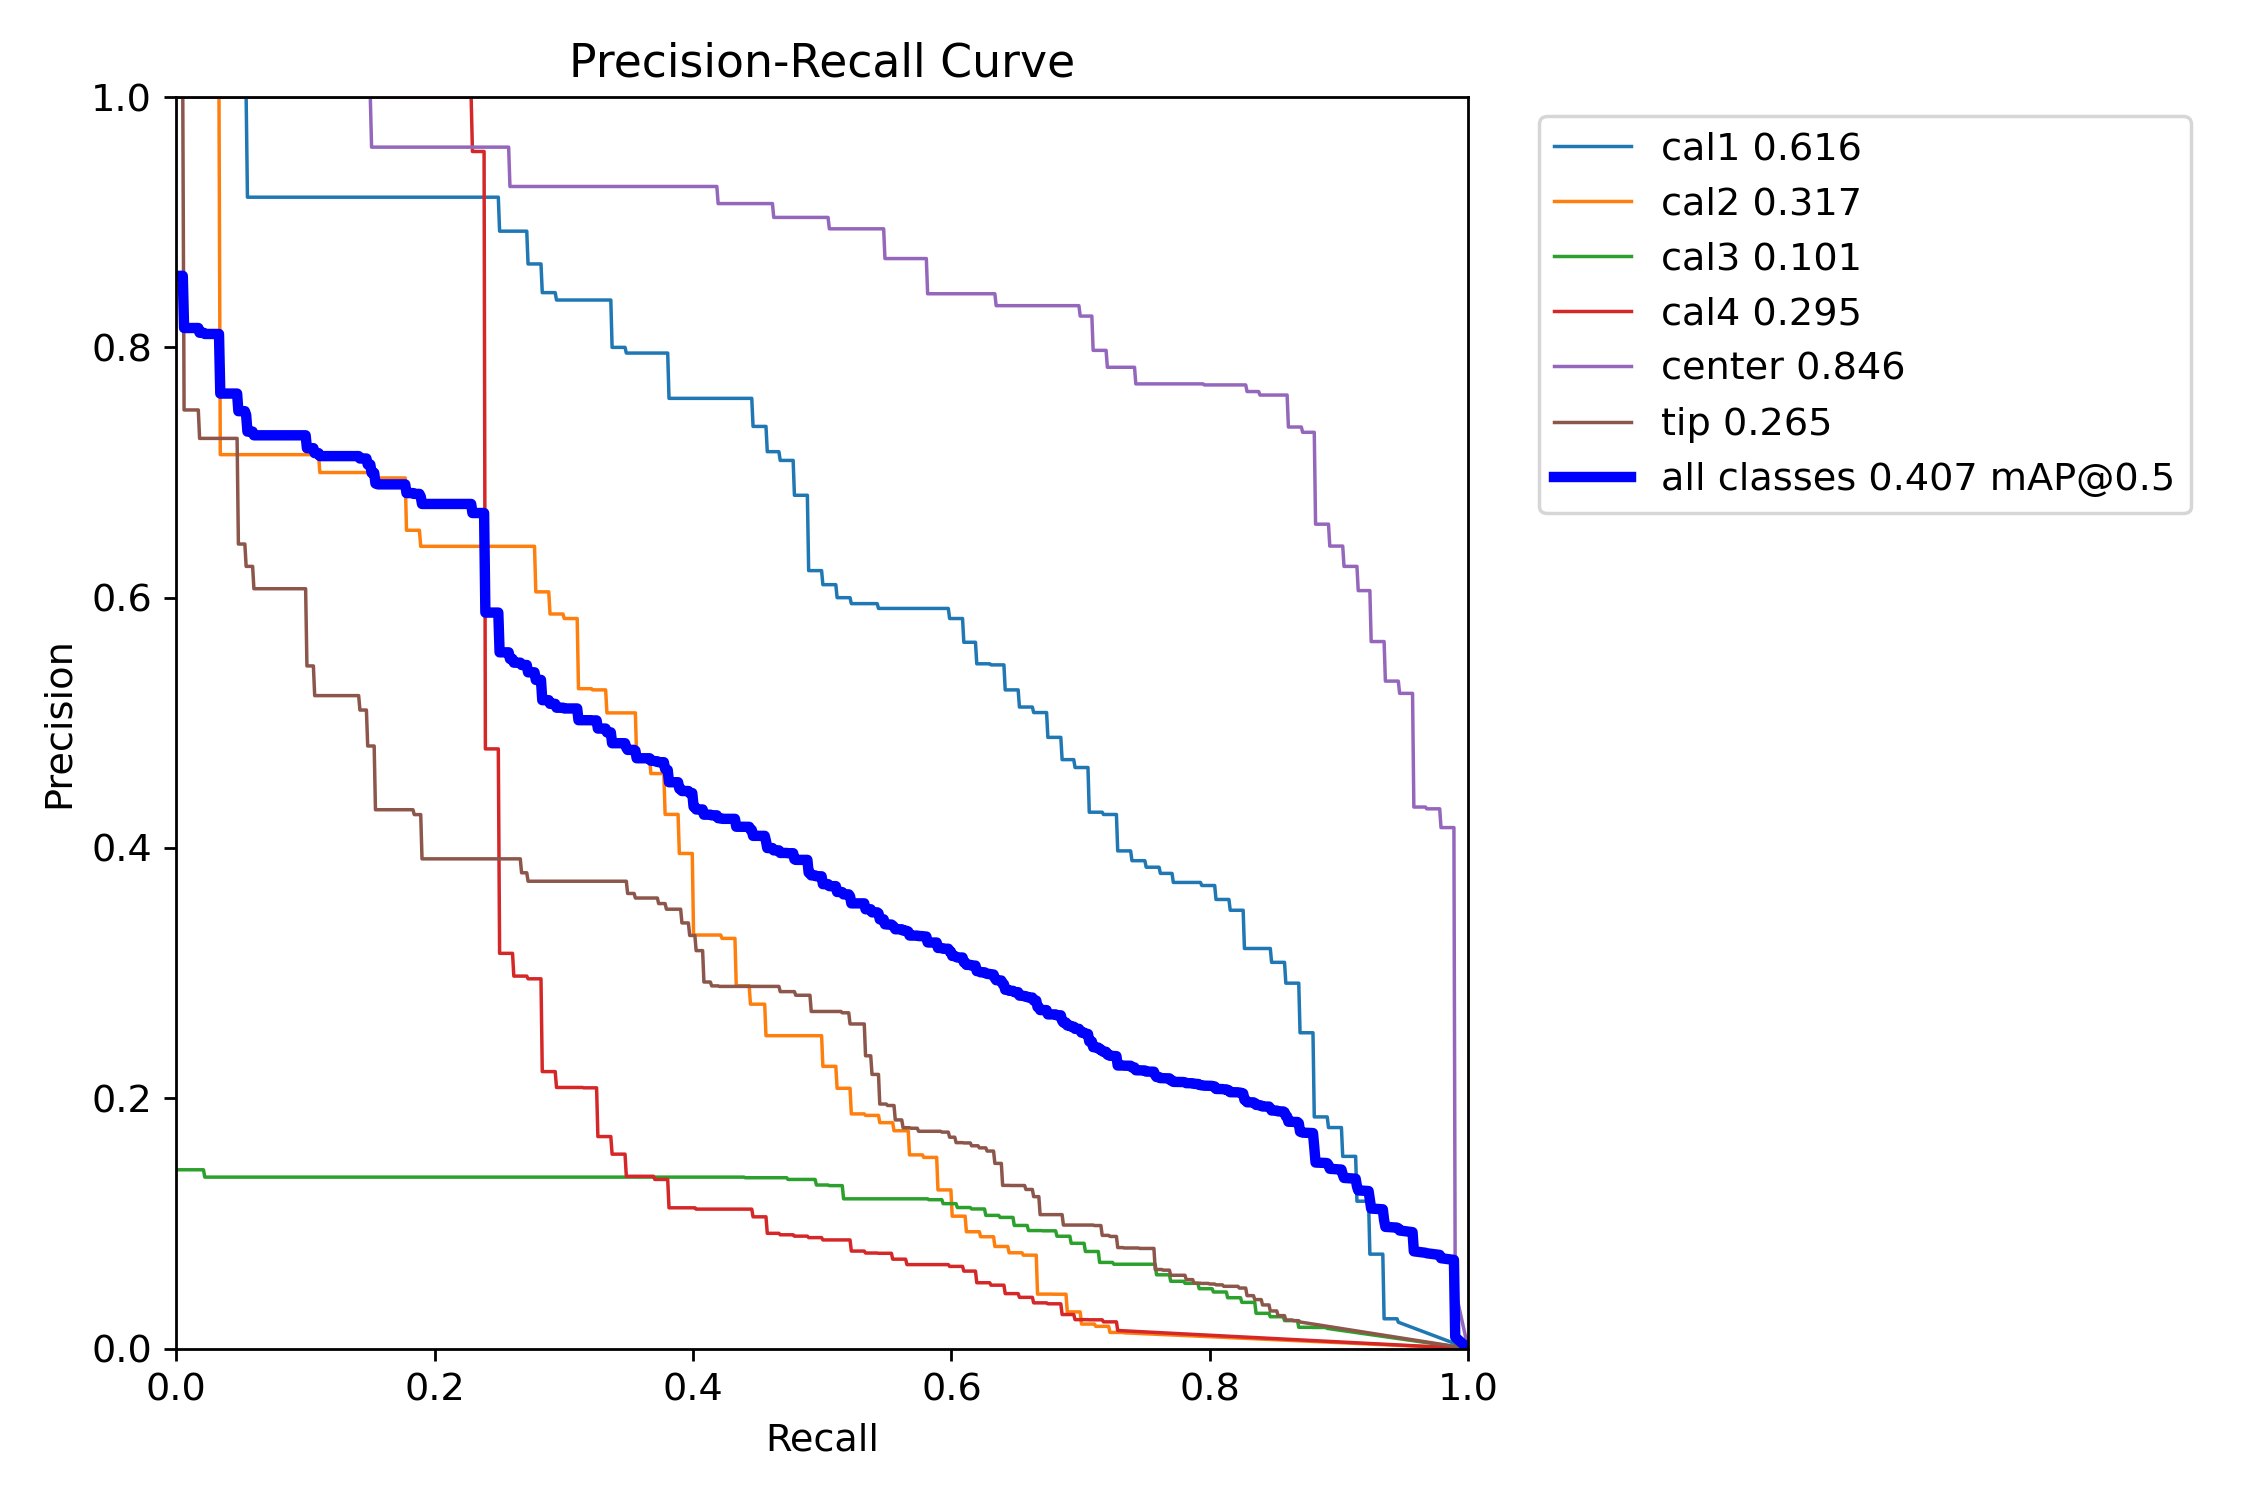 Precision-Recall Curve
1.0
0.8
0.6
0.4
0.2
0.0
Precision
0.0 0.2 0.4 0.6 0.8 1.0
Recall
cal1 0.616
cal2 0.317
cal3 0.101
cal4 0.295
center 0.846
tip 0.265
all classes 0.407 mAP@0.5